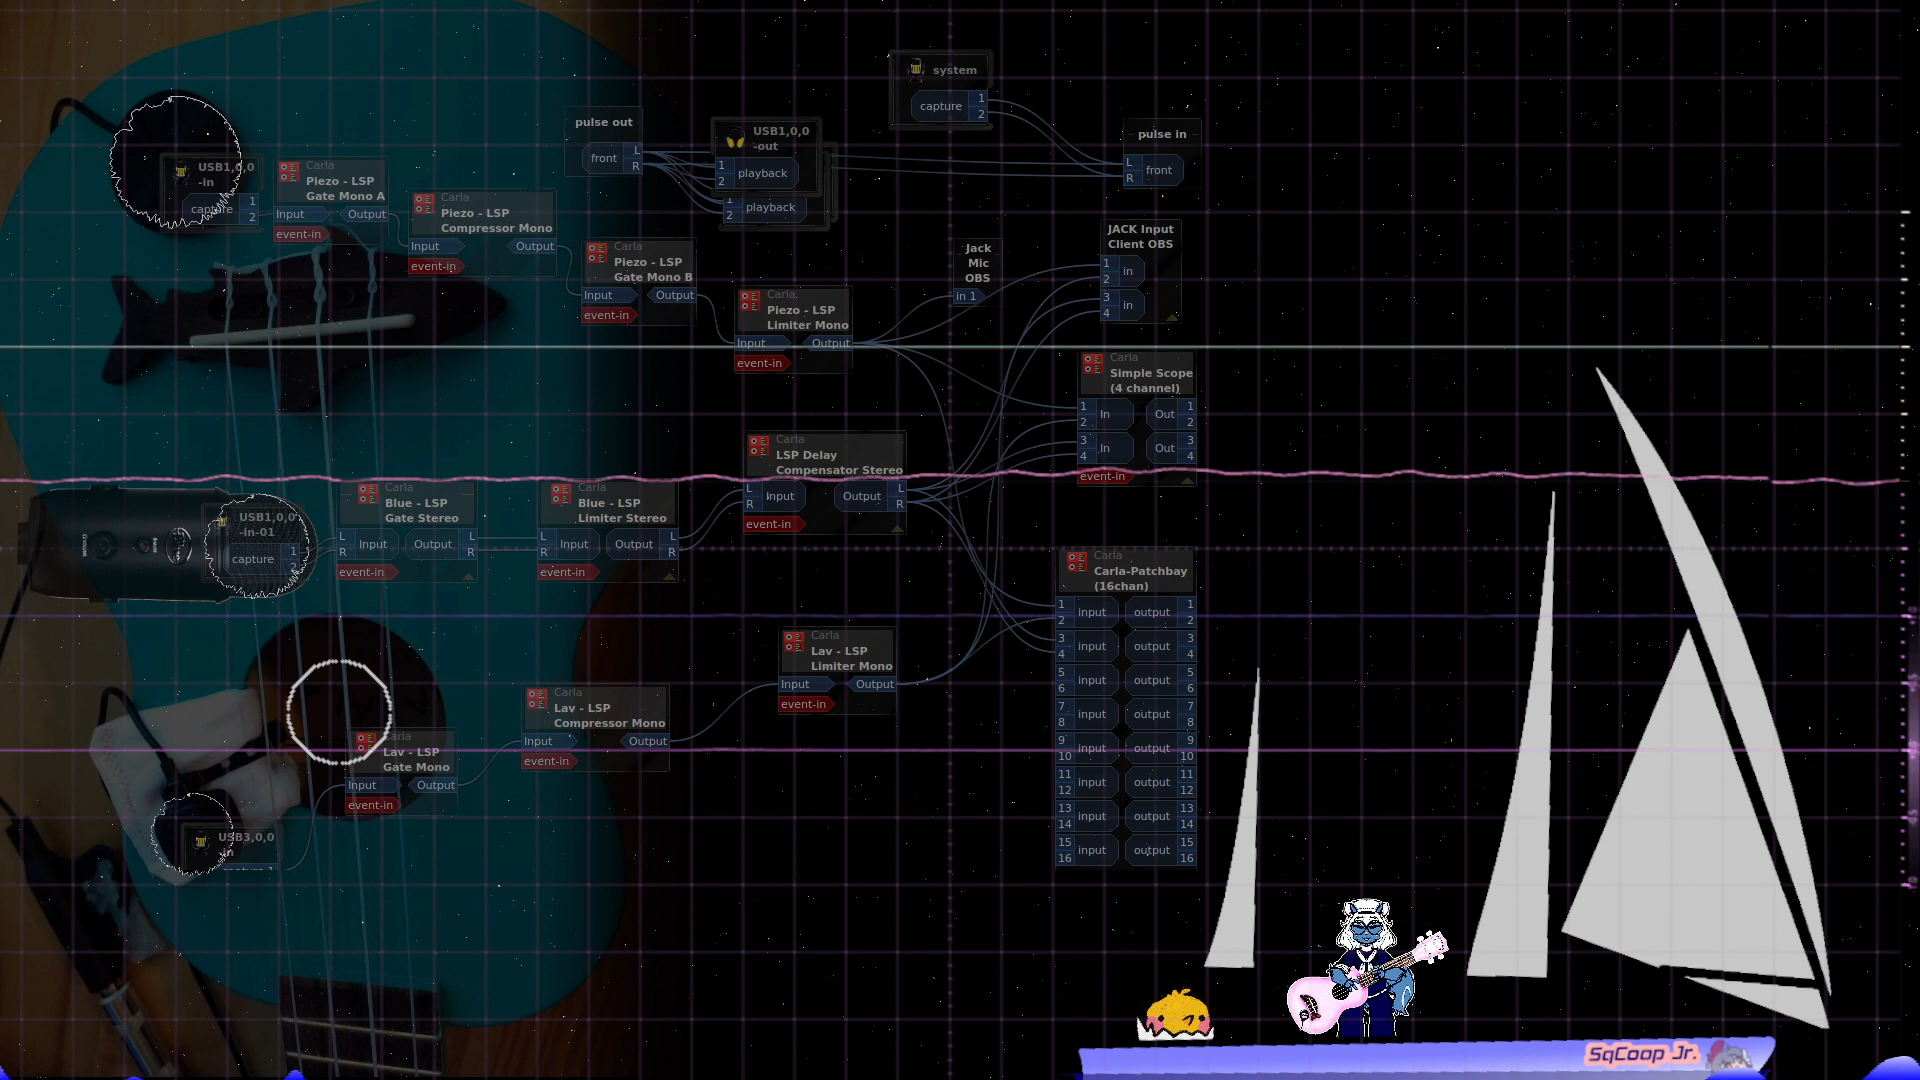 system
capture
1
2
pulse out
front
L
R
USB1,0,0
-out
1
2
playback
playback
2
pulse in
L
R
front
USB1,0,0
-in
capture
1
2
Carla
Piezo - LSP
Gate Mono A
Input
Output
event-in
Carla
Piezo - LSP
Compressor Mono
Input
Output
event-in
Carla
Piezo - LSP
Gate Mono B
Input
Output
event-in
Carla
Piezo - LSP
Limiter Mono
Input
Output
event-in
Jack
Mic
OBS
in 1
JACK Input
Client OBS
1
2
in
3
4
in
Carla
Simple Scope
(4 channel)
1
2
In
Out
1
2
3
4
In
Out
3
4
event-in
Carla
LSP Delay
Compensator Stereo
L
R
Input
Output
L
R
event-in
USB1,0,0
-in-01
capture
1
2
Carla
Blue - LSP
Gate Stereo
L
R
Input
Output
L
R
event-in
Carla
Blue - LSP
Limiter Stereo
L
R
Input
Output
L
R
event-in
Carla
Carla-Patchbay
(16chan)
1
2
input
output
1
2
3
4
input
output
3
4
5
6
input
output
5
6
7
8
input
output
7
8
9
10
input
output
9
10
11
12
input
output
11
12
13
14
input
output
13
14
15
16
input
output
15
16
Carla
Lav - LSP
Limiter Mono
Input
Output
event-in
Carla
Lav - LSP
Compressor Mono
Input
Output
event-in
Carla
Lav - LSP
Gate Mono
Input
Output
event-in
USB3,0,0
-in
SqCoop Jr.